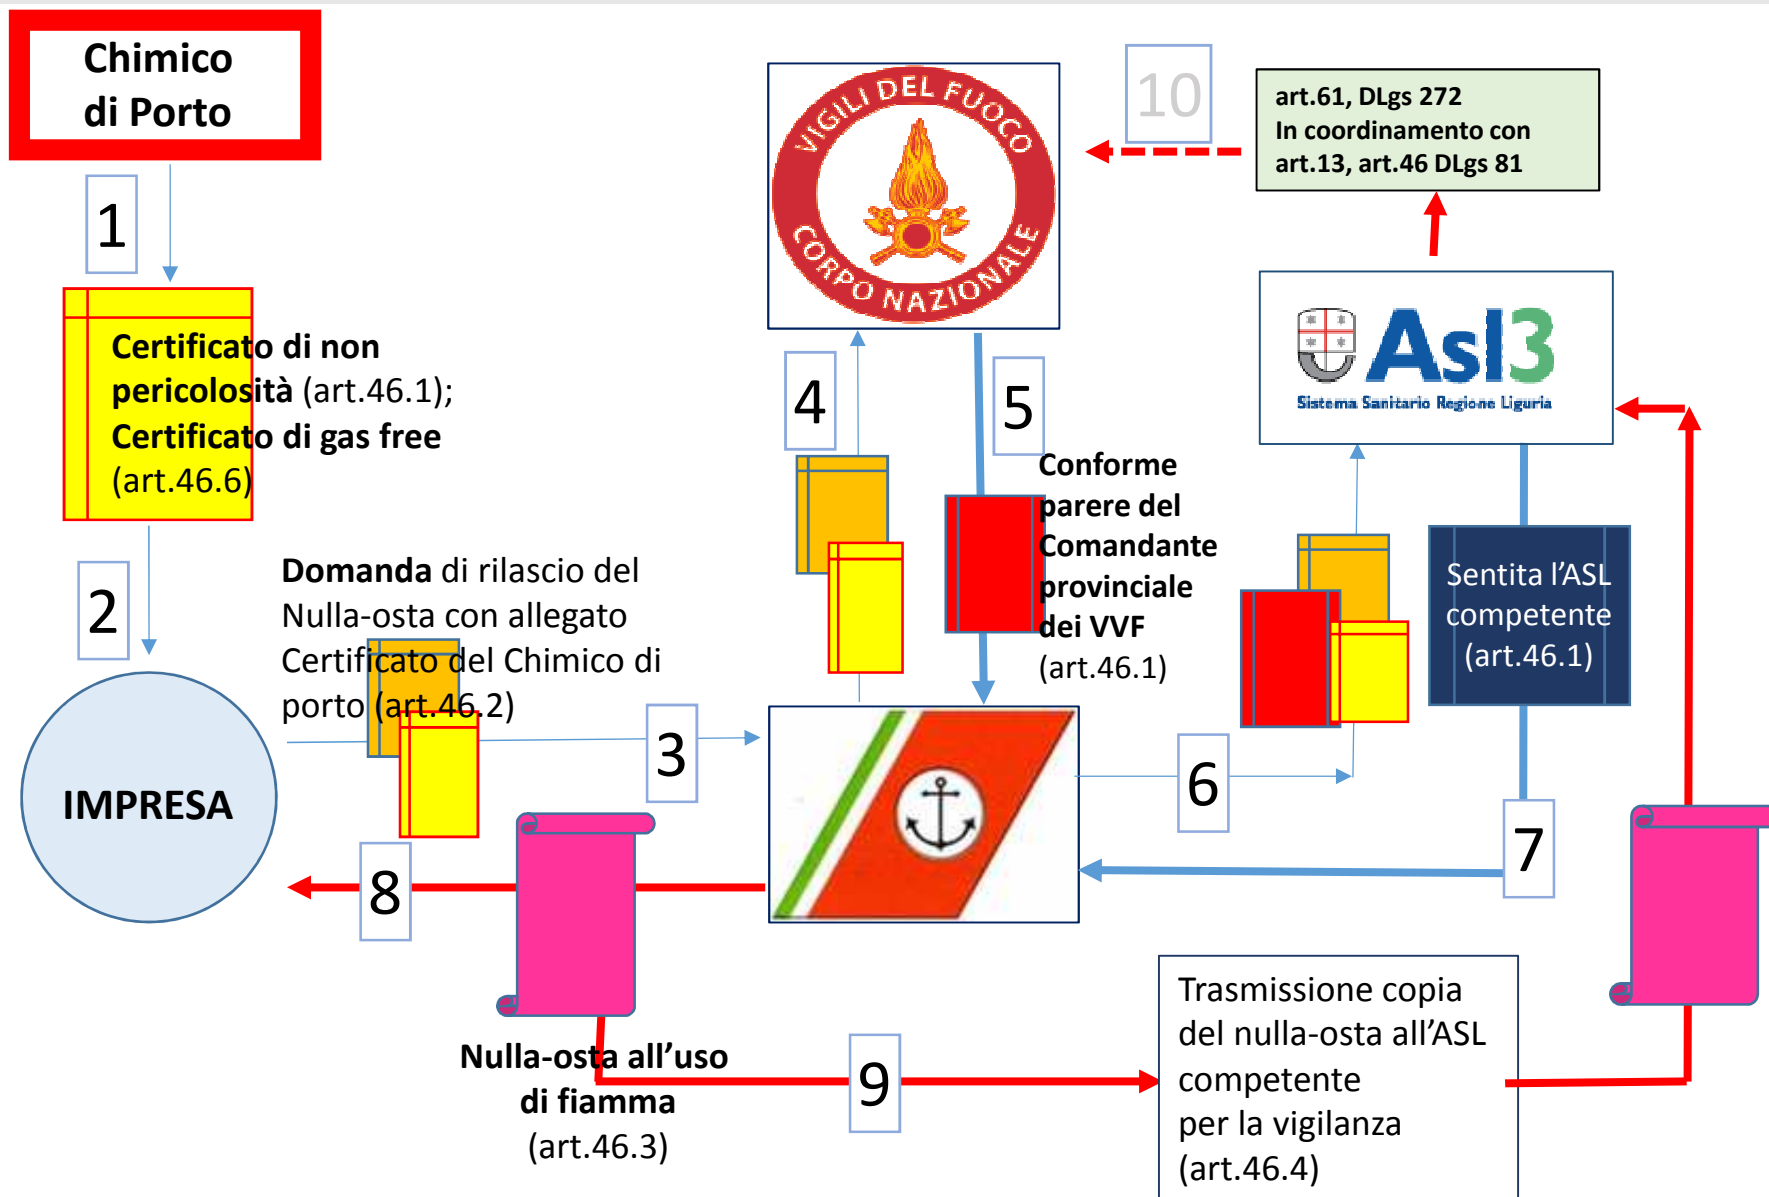 Chimico
di Porto
1
Certificato di non
pericolosità (art.46.1);
Certificato di gas free
(art.46.6)
2
IMPRESA
Domanda di rilascio del
Nulla-osta con allegato
Certificato del Chimico di
porto (art.46.2)
3
VIGILI DEL FUOCO
CORPO NAZIONALE
4
5
Conforme
parere del
Comandante
provinciale
dei VVF
(art.46.1)
10
art.61, DLgs 272
In coordinamento con
art.13, art.46 DLgs 81
Asl3
Sistema Sanitario Regione Liguria
6
Sentita l’ASL
competente
(art.46.1)
7
8
Nulla-osta all’uso
di fiamma
(art.46.3)
9
Trasmissione copia
del nulla-osta all’ASL
competente
per la vigilanza
(art.46.4)